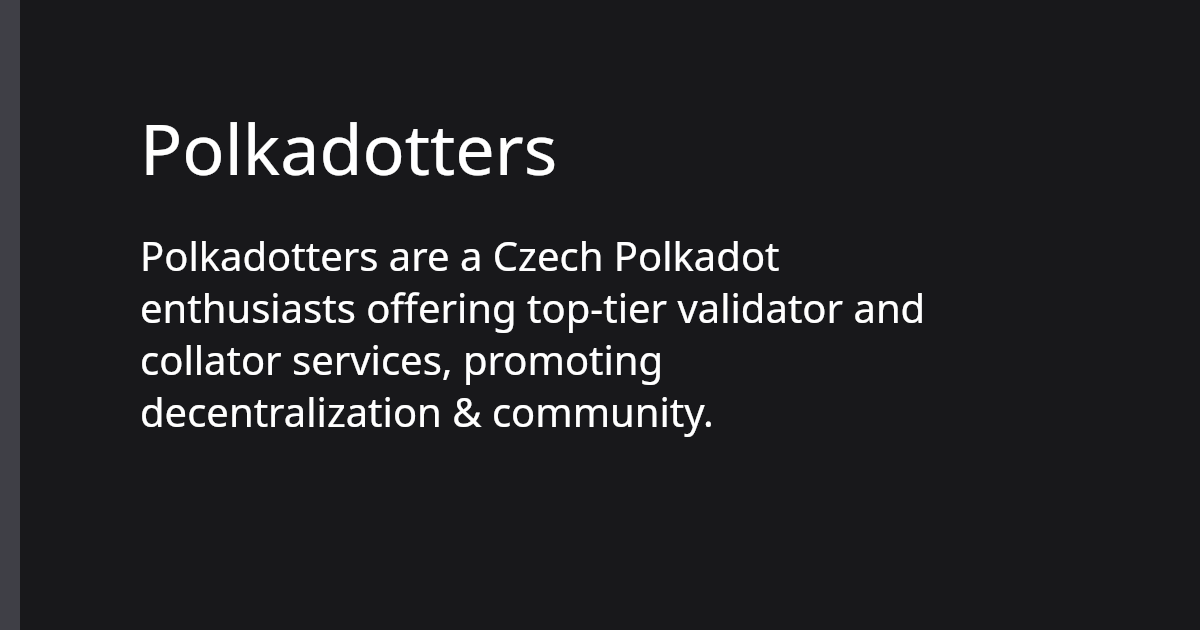 Polkadotters
Polkadotters are a Czech Polkadot
enthusiasts offering top-tier validator and
collator services, promoting
decentralization & community.